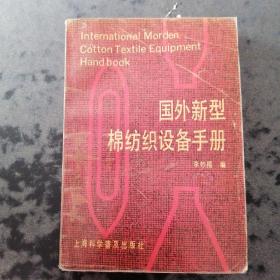 International Morden
Cotton Textile Equipment
Handbook
国外新型
棉纺织设备手册
编
上海科学普及出版社